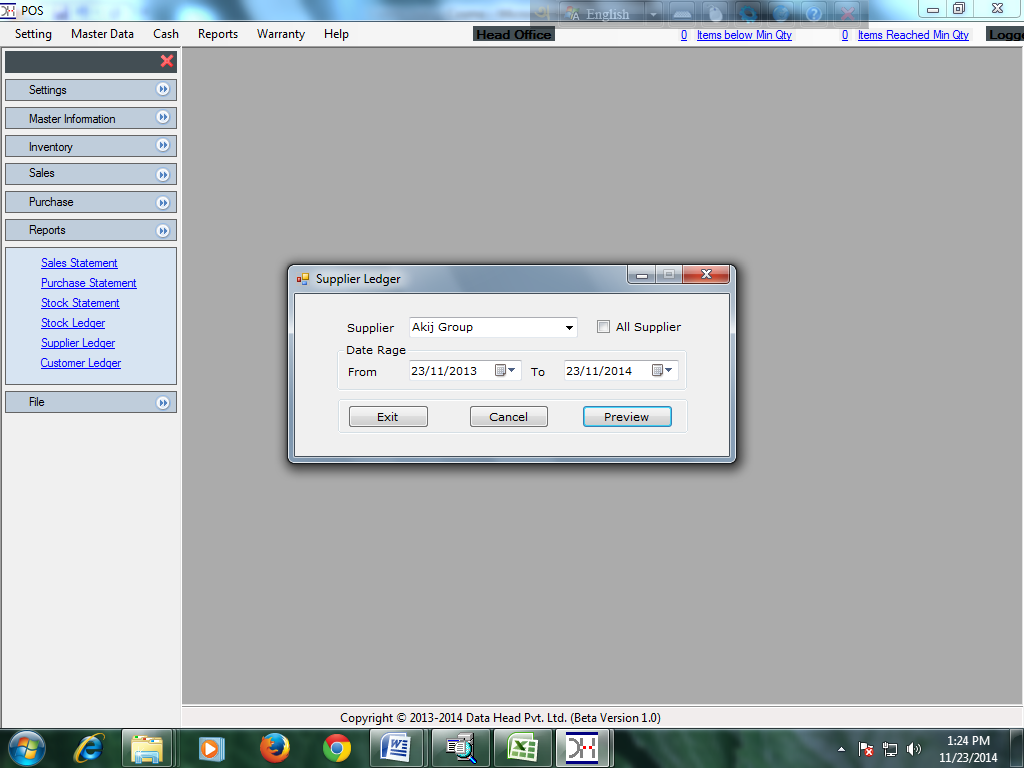 POS
English
Setting Master Data Cash Reports Warranty Help Head Office 0 Items below Min Qty 0 Items Reached Min Qty Logge
Settings
Master Information
Inventory
Sales
Purchase
Reports
Sales Statement
Purchase Statement
Stock Statement
Stock Ledger
Supplier Ledger
Customer Ledger
File
Supplier Ledger
Supplier Akij Group All Supplier
Date Rage
From 23/11/2013 To 23/11/2014
Exit Cancel Preview
Copyright © 2013-2014 Data Head Pvt. Ltd. (Beta Version 1.0)
1:24 PM
11/23/2014